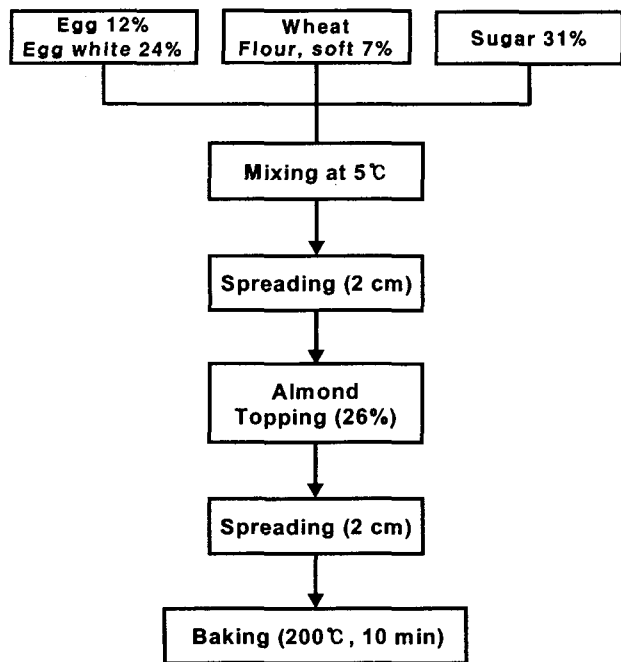 Egg 12%
Egg white 24%
Wheat
Flour, soft 7%
Sugar 31%
Mixing at 5℃
Spreading (2 cm)
Almond
Topping (26%)
Spreading (2 cm)
Baking (200℃, 10 min)